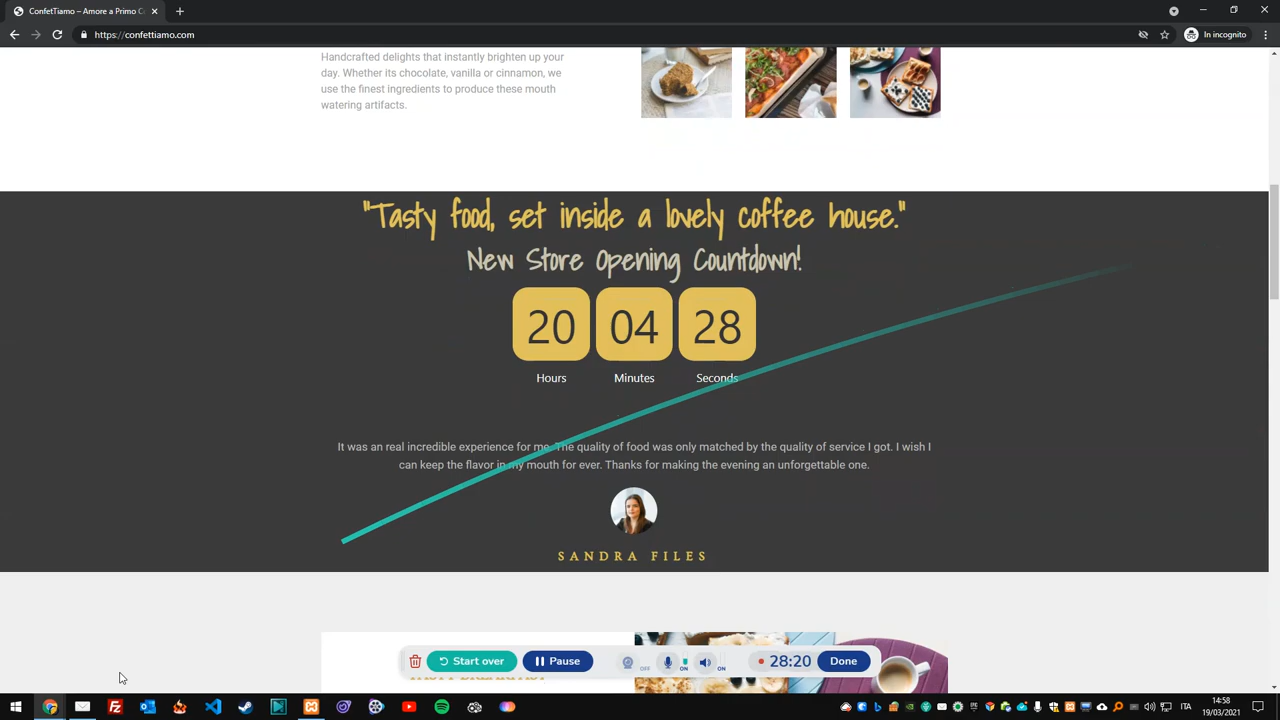 ConfetTiamo – Amore a Primo C
https://confettiamo.com
In incognito
Handcrafted delights that instantly brighten up your
day. Whether its chocolate, vanilla or cinnamon, we
use the finest ingredients to produce these mouth
watering artifacts.
"Tasty food, set inside a lovely coffee house."
New Store Opening Countdown!
20 04 28
Hours Minutes Seconds
It was an real incredible experience for me. The quality of food was only matched by the quality of service I got. I wish I
can keep the flavor in my mouth for ever. Thanks for making the evening an unforgettable one.
SANDRA FILES
Start over
Pause
OFF
ON
ON
28:20
Done
ITA
14:58
19/03/2021